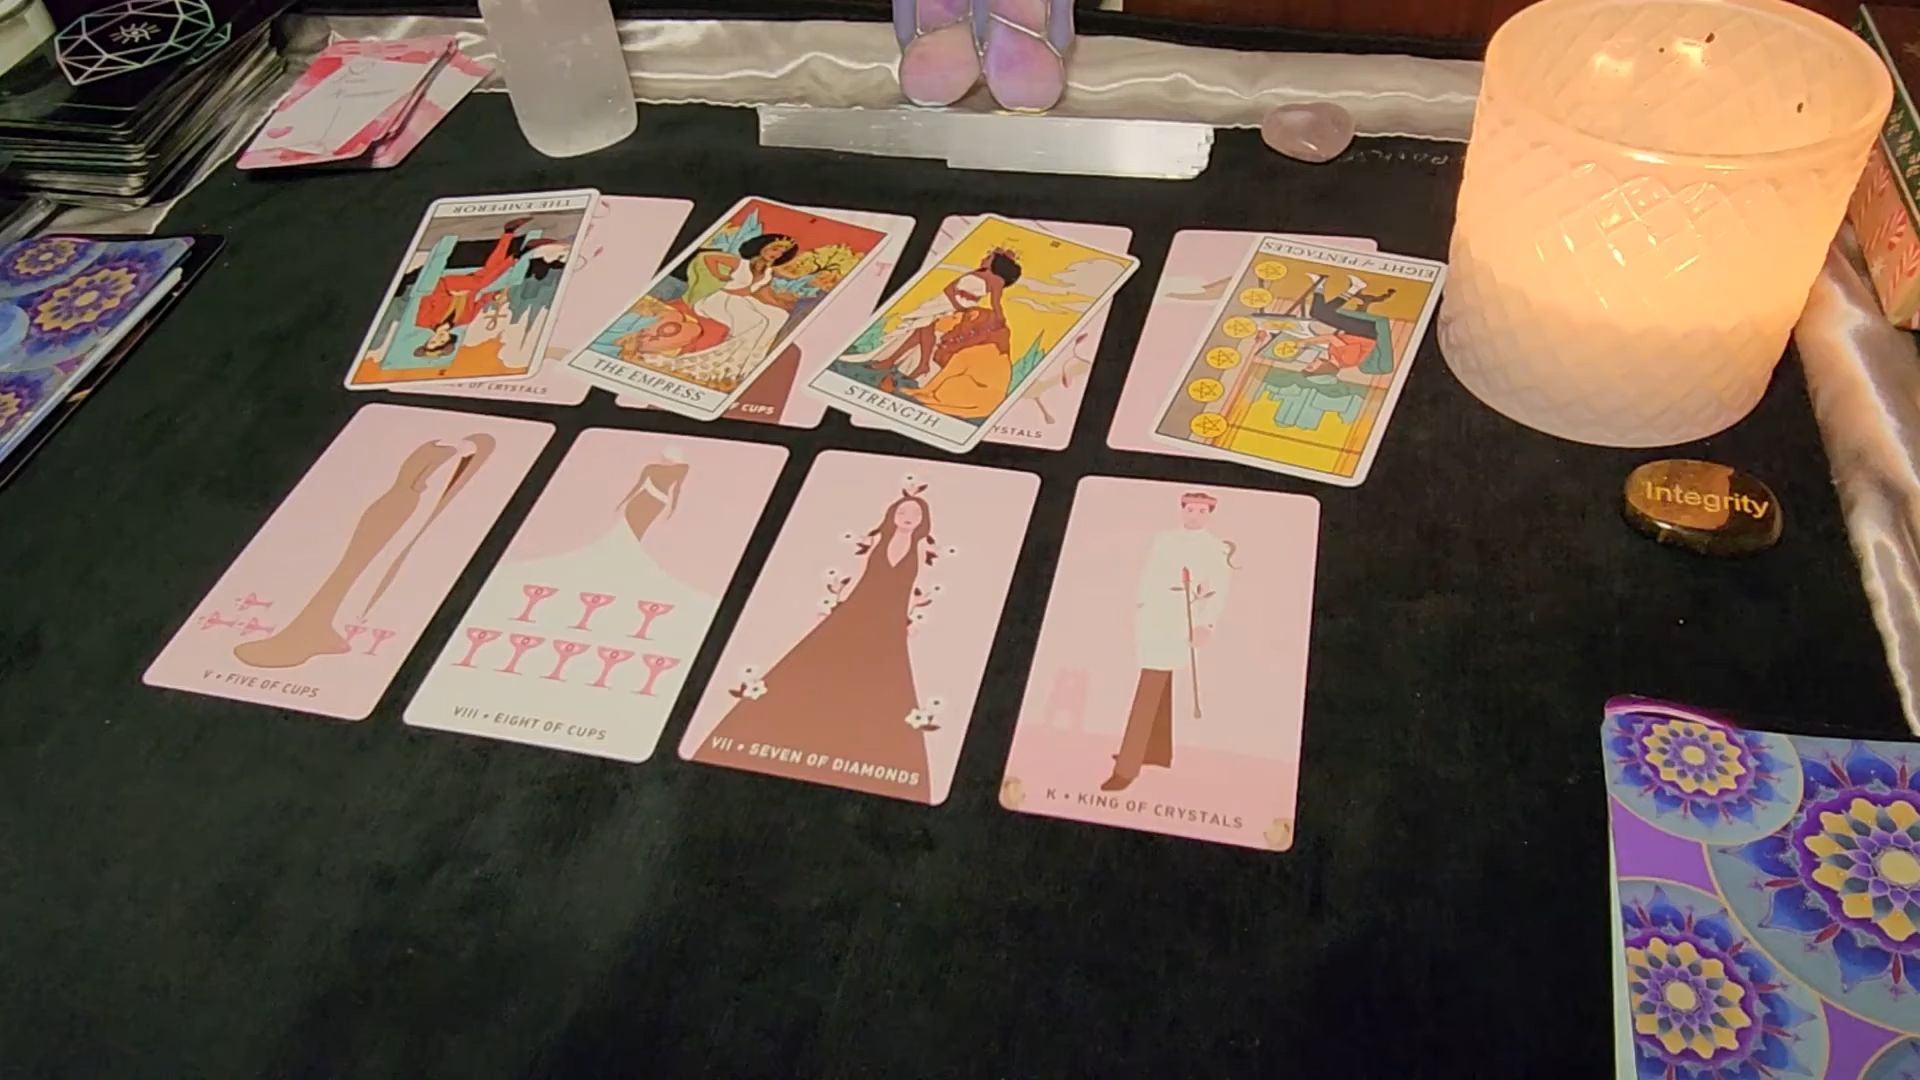 THE EMPEROR
THE EMPRESS
STRENGTH
EIGHT of PENTACLES
OF CRYSTALS
F CUPS
YSTALS
V • FIVE OF CUPS
VIII • EIGHT OF CUPS
VII • SEVEN OF DIAMONDS
K • KING OF CRYSTALS
Integrity